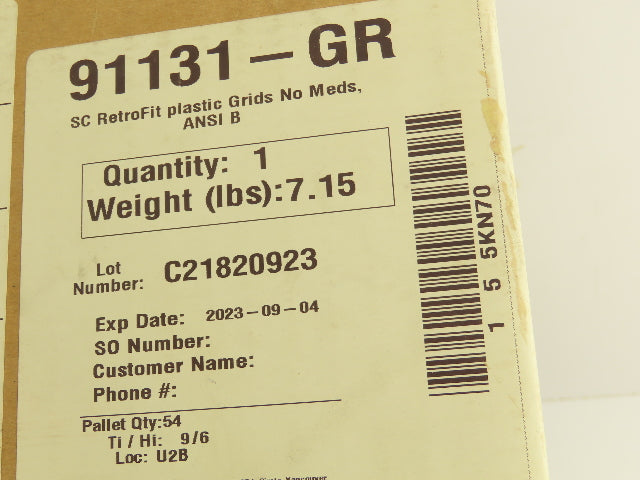 91131-GR
SC RetroFit plastic Grids No Meds,
ANSI B
Quantity: 1
Weight (lbs):7.15
Lot
Number: C21820923
Exp Date: 2023-09-04
SO Number:
Customer Name:
Phone #:
Pallet Qty:54
Ti / Hi: 9/6
Loc: U2B
1 5 5KN70